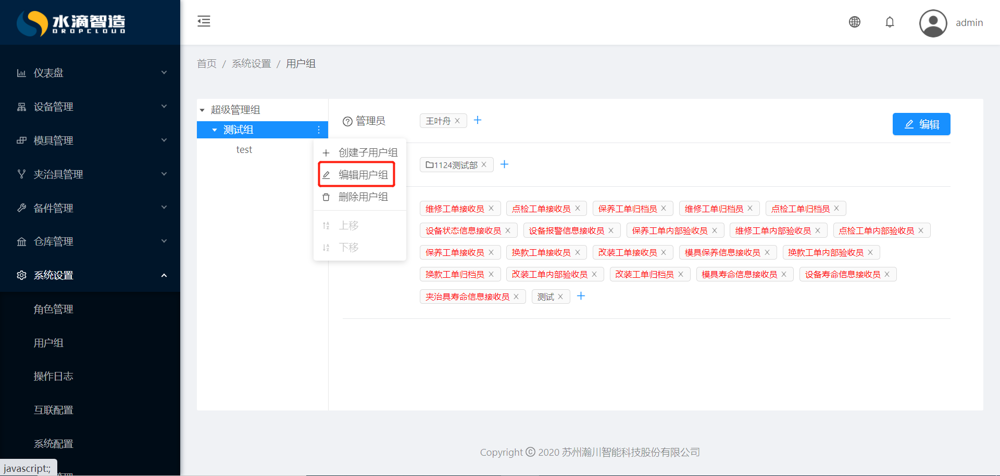 水滴智造
DROPCLOUD
admin
仪表盘
设备管理
模具管理
夹治具管理
备件管理
仓库管理
系统设置
角色管理
用户组
操作日志
互联配置
系统配置
javascript:;
首页 / 系统设置 / 用户组
超级管理组
测试组
test
创建子用户组
编辑用户组
删除用户组
上移
下移
管理员
王叶舟
编辑
1124测试部
维修工单接收员 点检工单接收员 保养工单归档员 维修工单归档员 点检工单归档员
设备状态信息接收员 设备报警信息接收员 保养工单内部验收员 维修工单内部验收员 点检工单内部验收员
保养工单接收员 换款工单接收员 改装工单接收员 模具保养信息接收员 换款工单内部验收员
换款工单归档员 改装工单内部验收员 改装工单归档员 模具寿命信息接收员 设备寿命信息接收员
夹治具寿命信息接收员 测试
Copyright © 2020 苏州瀚川智能科技股份有限公司